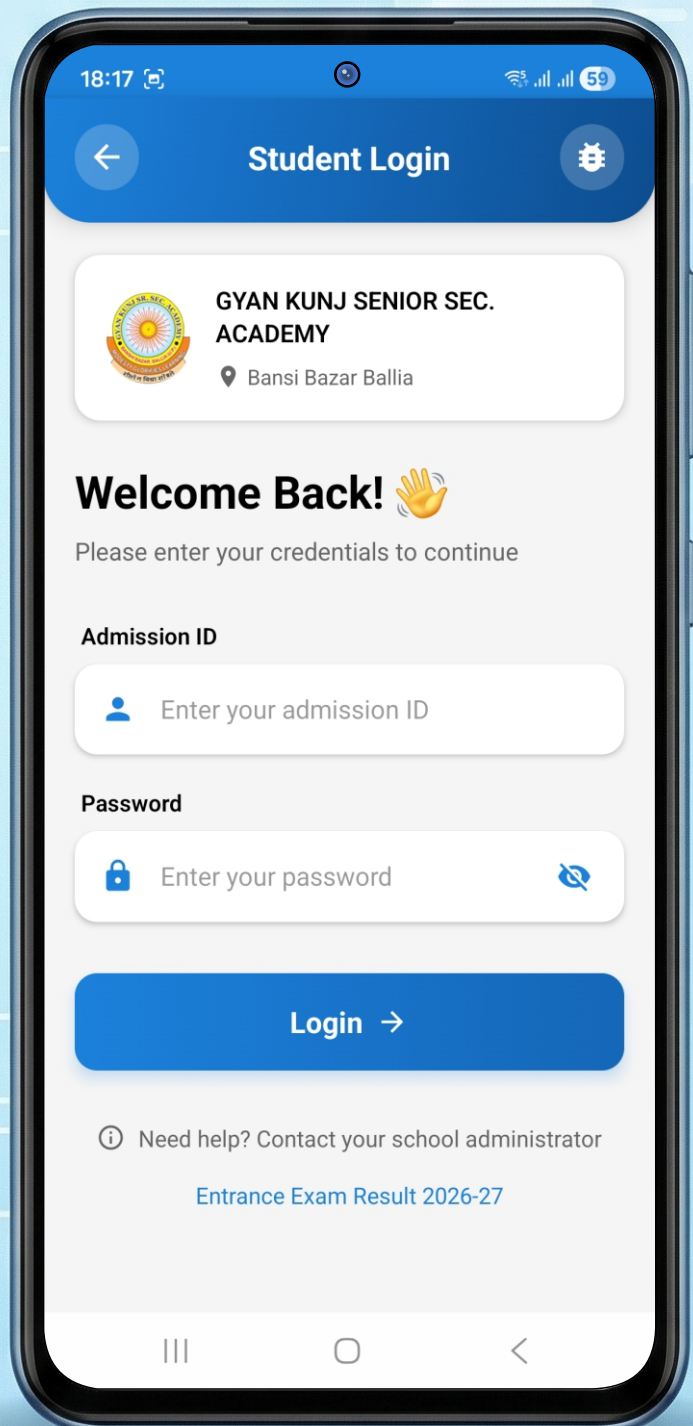 18:17
59
Student Login
GYAN KUNJ SENIOR SEC.
ACADEMY
Bansi Bazar Ballia
Welcome Back! 👋
Please enter your credentials to continue
Admission ID
Enter your admission ID
Password
Enter your password
Login →
Need help? Contact your school administrator
Entrance Exam Result 2026-27